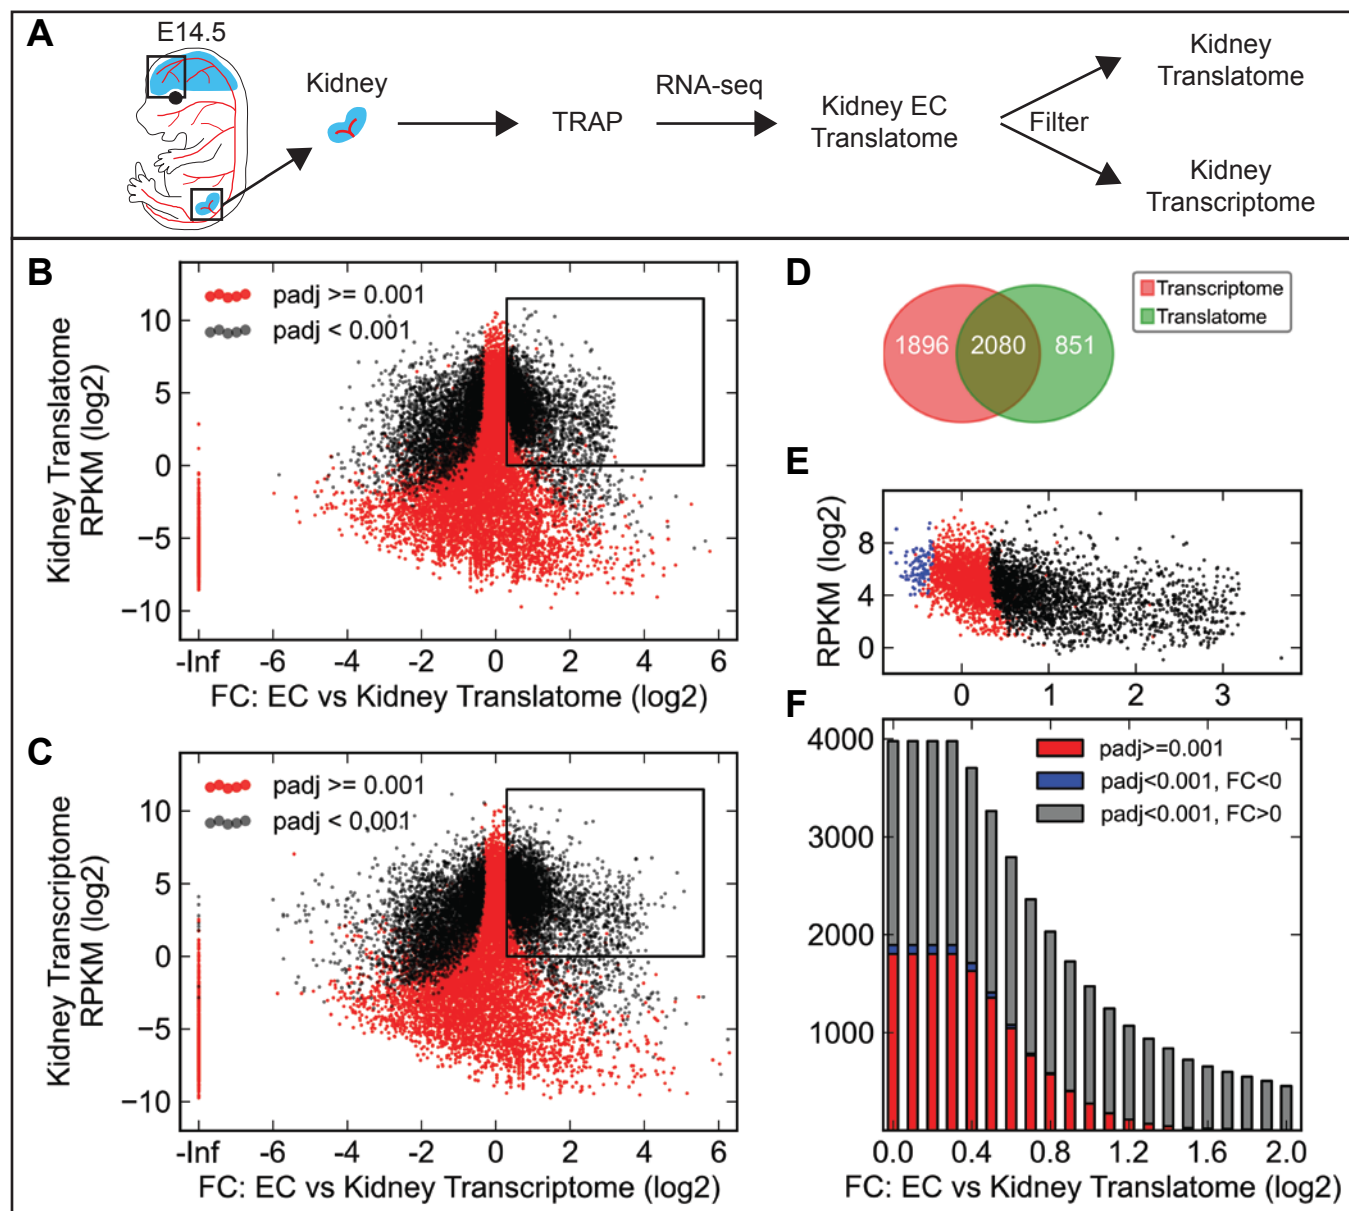 A
E14.5
Kidney
TRAP
RNA-seq
Kidney EC
Translatome
Filter
Kidney
Translatome
Kidney
Transcriptome
B
padj >= 0.001
padj < 0.001
Kidney Translatome
RPKM (log2)
10
5
0
−5
−10
-Inf -6 -4 -2 0 2 4 6
FC: EC vs Kidney Translatome (log2)
C
padj >= 0.001
padj < 0.001
Kidney Transcriptome
RPKM (log2)
10
5
0
−5
−10
-Inf -6 -4 -2 0 2 4 6
FC: EC vs Kidney Transcriptome (log2)
D
1896 2080 851
Transcriptome
Translatome
E
RPKM (log2)
8
4
0
0 1 2 3
F
padj>=0.001
padj<0.001, FC<0
padj<0.001, FC>0
4000
3000
2000
1000
0.0 0.4 0.8 1.2 1.6 2.0
FC: EC vs Kidney Translatome (log2)